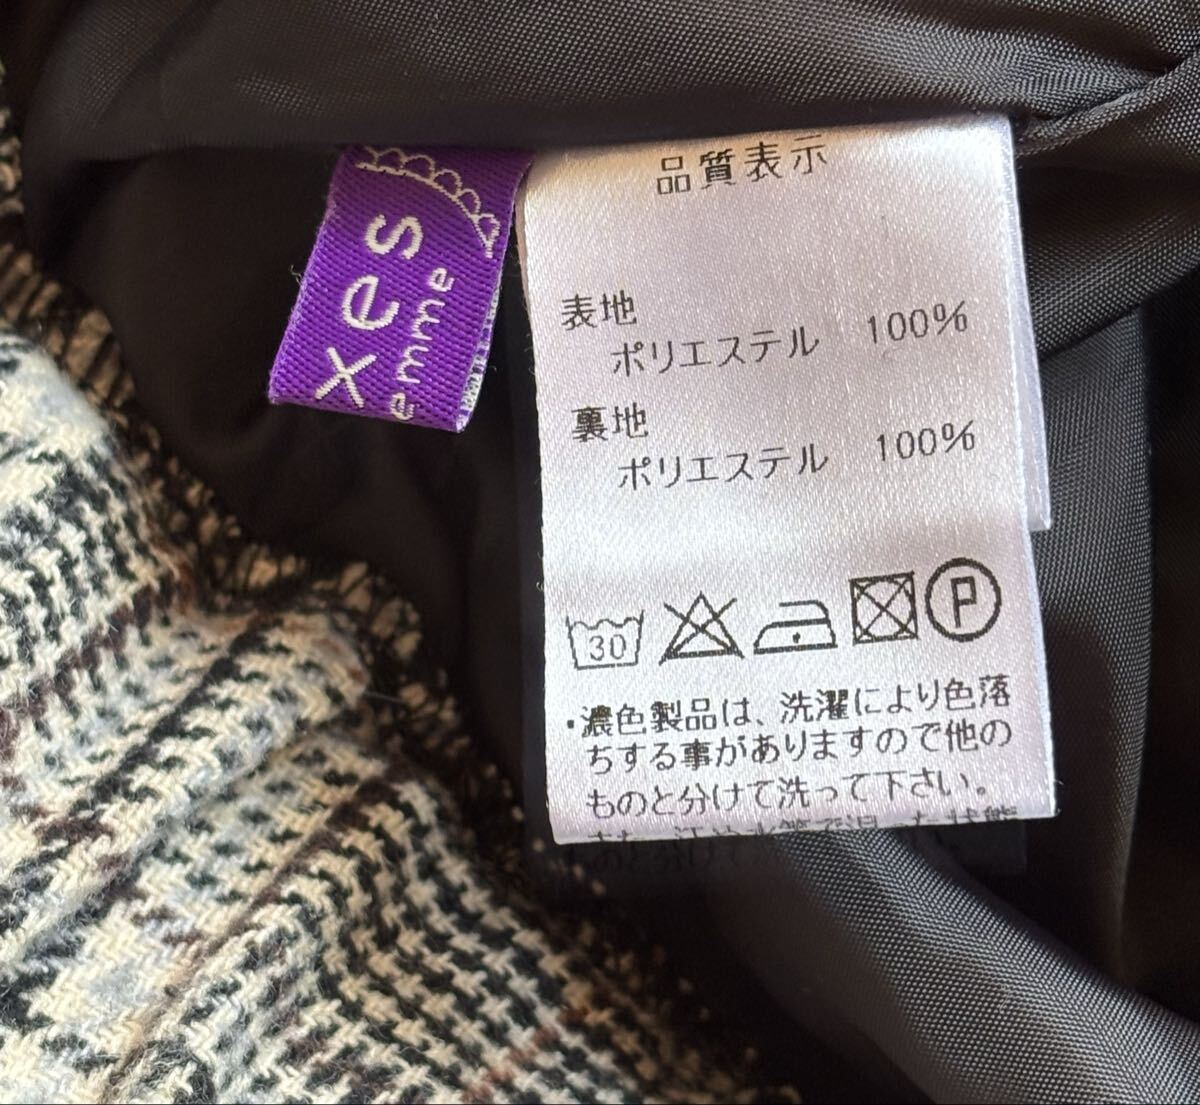 xes
emme
品質表示
表地
ポリエステル 100%
裏地
ポリエステル 100%
30
P
・濃色製品は、洗濯により色落
ちする事がありますので他の
ものと分けて洗って下さい。